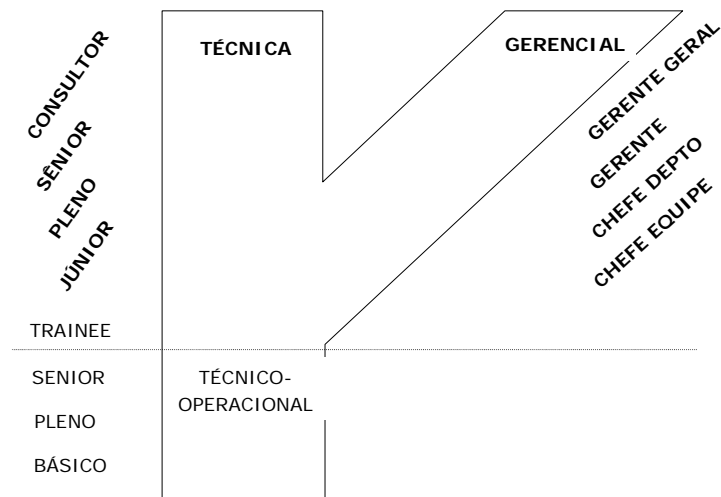 TÉCNICA
GERENCIAL
CONSULTOR
SÊNIOR
PLENO
JÚNIOR
GERENTE GERAL
GERENTE
CHEFE DEPTO
CHEFE EQUIPE
TRAINEE
SENIOR
PLENO
BÁSICO
TÉCNICO-
OPERACIONAL